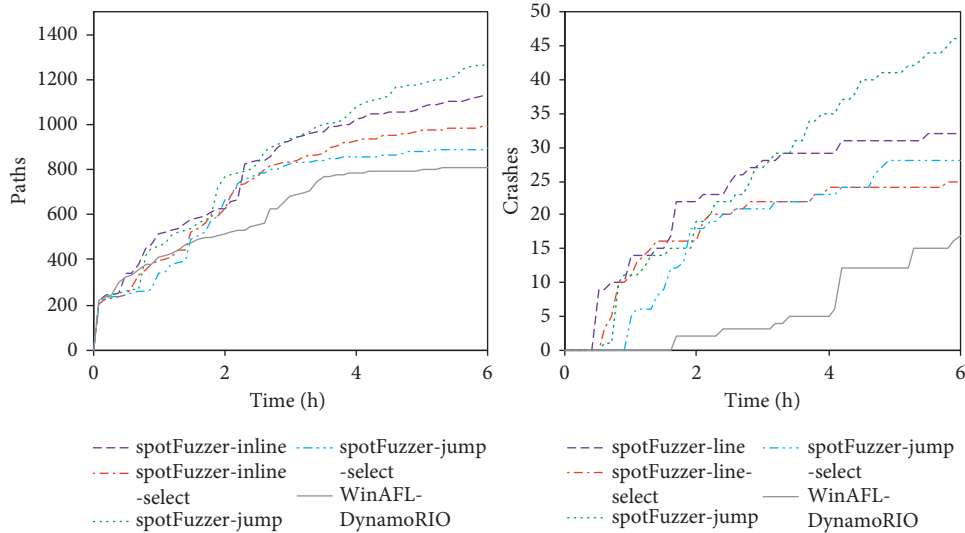 1400
1200
1000
800
600
400
200
0
Paths
0
2
4
6
Time (h)
spotFuzzer-inline
spotFuzzer-inline
-select
spotFuzzer-jump
spotFuzzer-jump
-select
WinAFL-
DynamoRIO
50
45
40
35
30
25
20
15
10
5
0
Crashes
0
2
4
6
Time (h)
spotFuzzer-line
spotFuzzer-line-
select
spotFuzzer-jump
spotFuzzer-jump
-select
WinAFL-
DynamoRIO